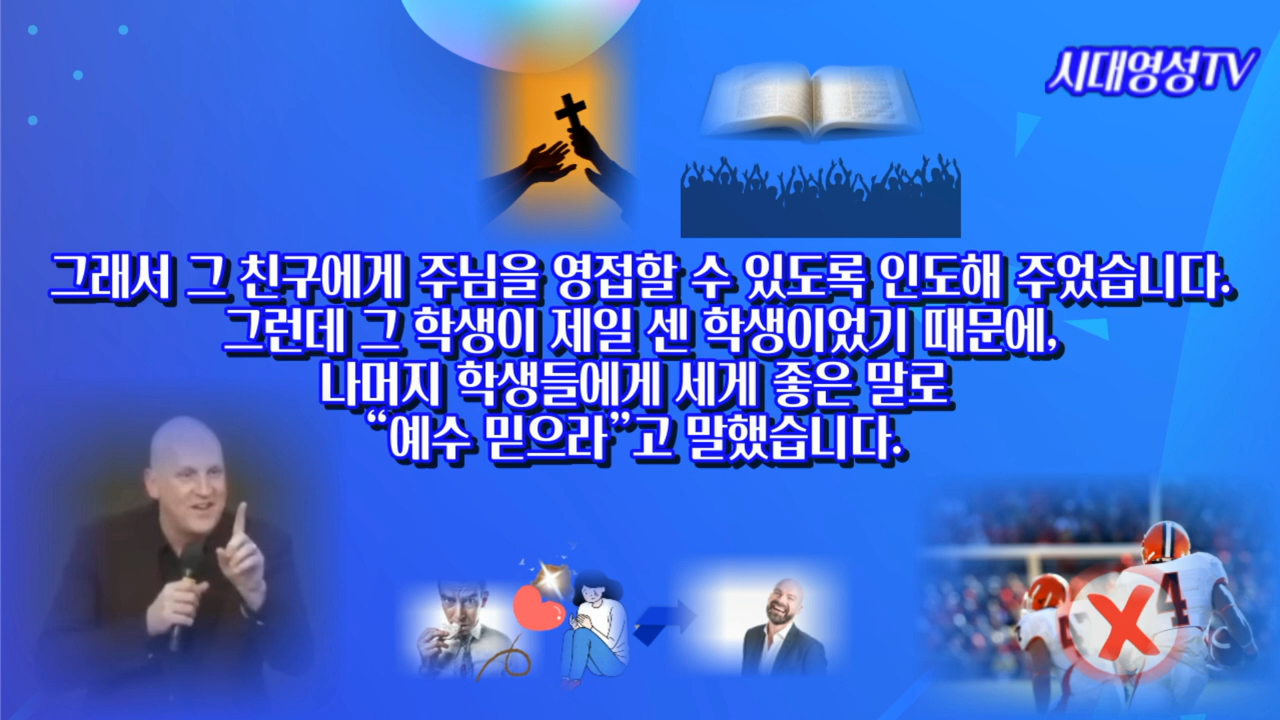 시대영성TV
그래서 그 친구에게 주님을 영접할 수 있도록 인도해 주었습니다.
그런데 그 학생이 제일 센 학생이었기 때문에,
나머지 학생들에게 세게 좋은 말로
“예수 믿으라”고 말했습니다.
4